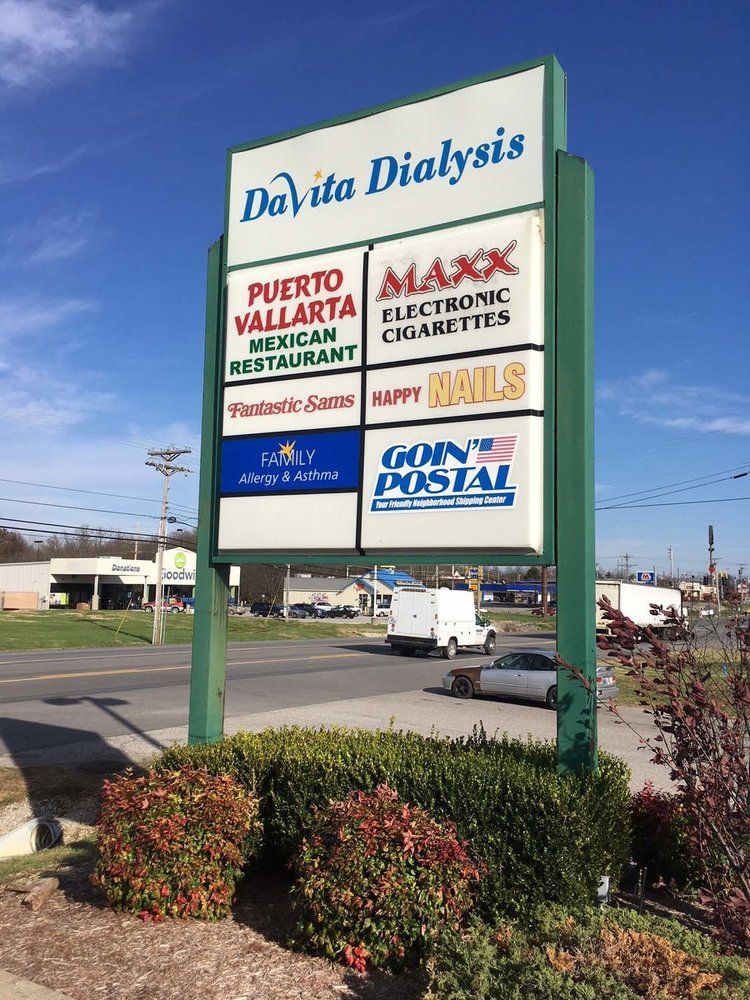 DaVita Dialysis
PUERTO
VALLARTA
MEXICAN
RESTAURANT
MAXX
ELECTRONIC
CIGARETTES
Fantastic Sams
HAPPY NAILS
FAMILY
Allergy & Asthma
GOIN'
POSTAL
Your Friendly Neighborhood Shipping Center
Donations
goodwi